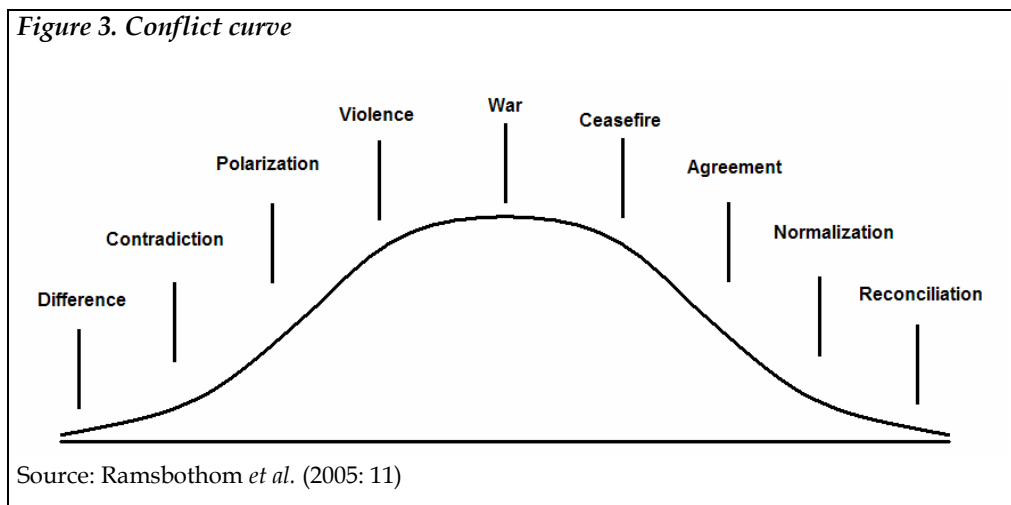 Figure 3. Conflict curve
Difference
Contradiction
Polarization
Violence
War
Ceasefire
Agreement
Normalization
Reconciliation
Source: Ramsbothom et al. (2005: 11)